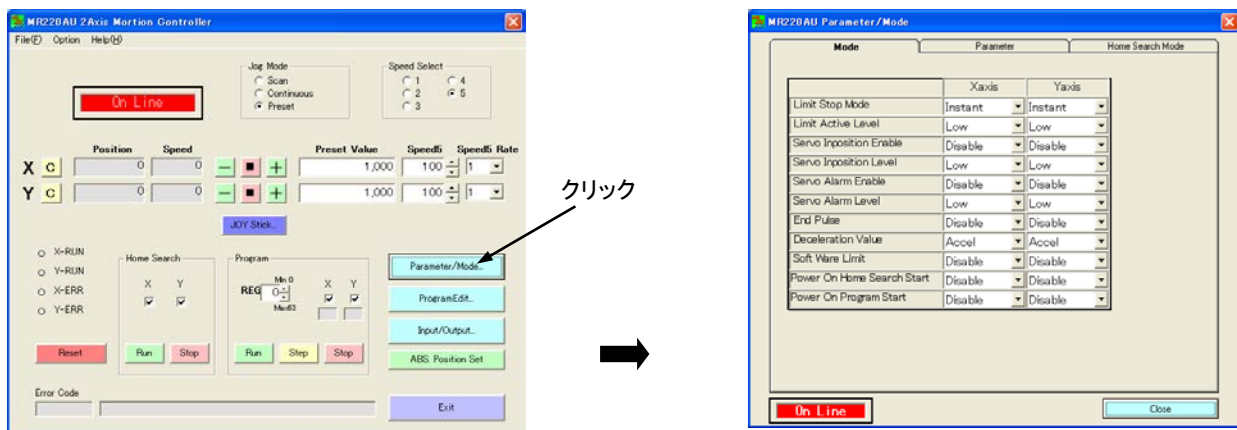 MR220AU 2Axis Mortion Controller
File(F) Option Help(H)
On Line
Jog Mode
Scan
Continuous
Preset
Speed Select
1 4
2 5
3
Position Speed Preset Value Speed5 Speed5 Rate
X C 0 0 - ■ + 1,000 100 1
Y C 0 0 - ■ + 1,000 100 1
JOY Stick...
X-RUN
Y-RUN
X-ERR
Y-ERR
Reset
Home Search
X Y
Run Stop
Program
REG Min 0 0 Max63 X Y
Run Step Stop
Parameter/Mode...
ProgramEdit...
Input/Output...
ABS. Position Set
Error Code
Exit
クリック
MR220AU Parameter/Mode
Mode Parameter Home Search Mode
Xaxis Yaxis
Limit Stop Mode Instant Instant
Limit Active Level Low Low
Servo Inposition Enable Disable Disable
Servo Inposition Level Low Low
Servo Alarm Enable Disable Disable
Servo Alarm Level Low Low
End Pulse Disable Disable
Deceleration Value Accel Accel
Soft Ware Limit Disable Disable
Power On Home Search Start Disable Disable
Power On Program Start Disable Disable
On Line
Close